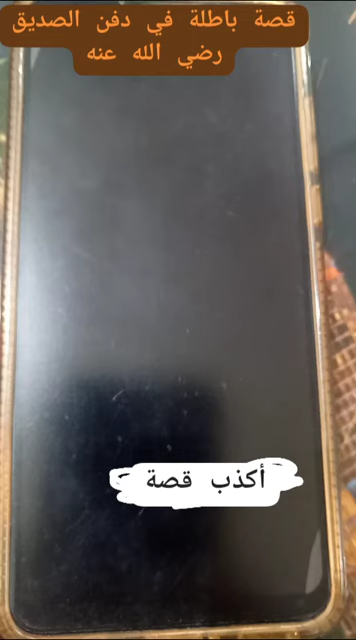 قصة باطلة في دفن الصديق
رضي الله عنه
أكذب قصة